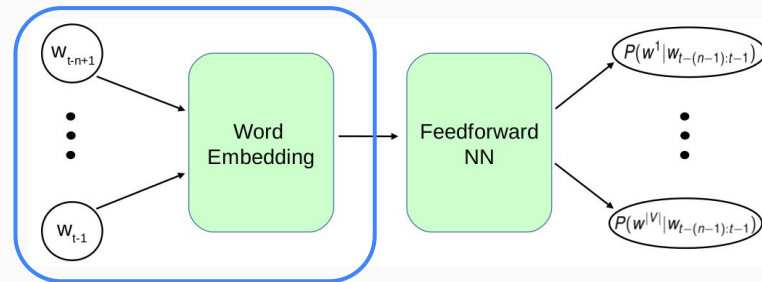 w_{t-n+1}
w_{t-1}
Word
Embedding
Feedforward
NN
P(w^1|w_{t-(n-1):t-1})
P(w^{|V|}|w_{t-(n-1):t-1})